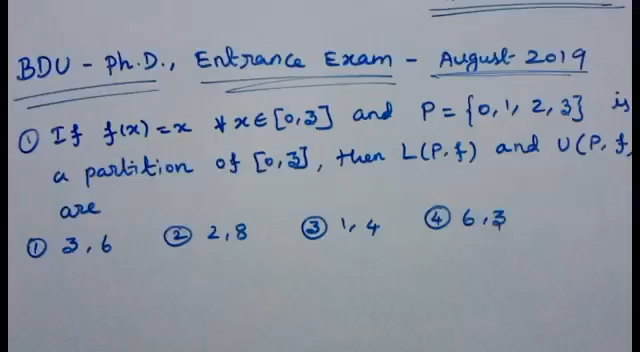 BDU - Ph.D., Entrance Exam - August 2019
① If f(x) = x ∀ x ∈ [0,3] and P = {0, 1, 2, 3} is
a partition of [0,3], then L(P,f) and U(P,f)
are
① 3, 6 ② 2, 8 ③ 1, 4 ④ 6, 3